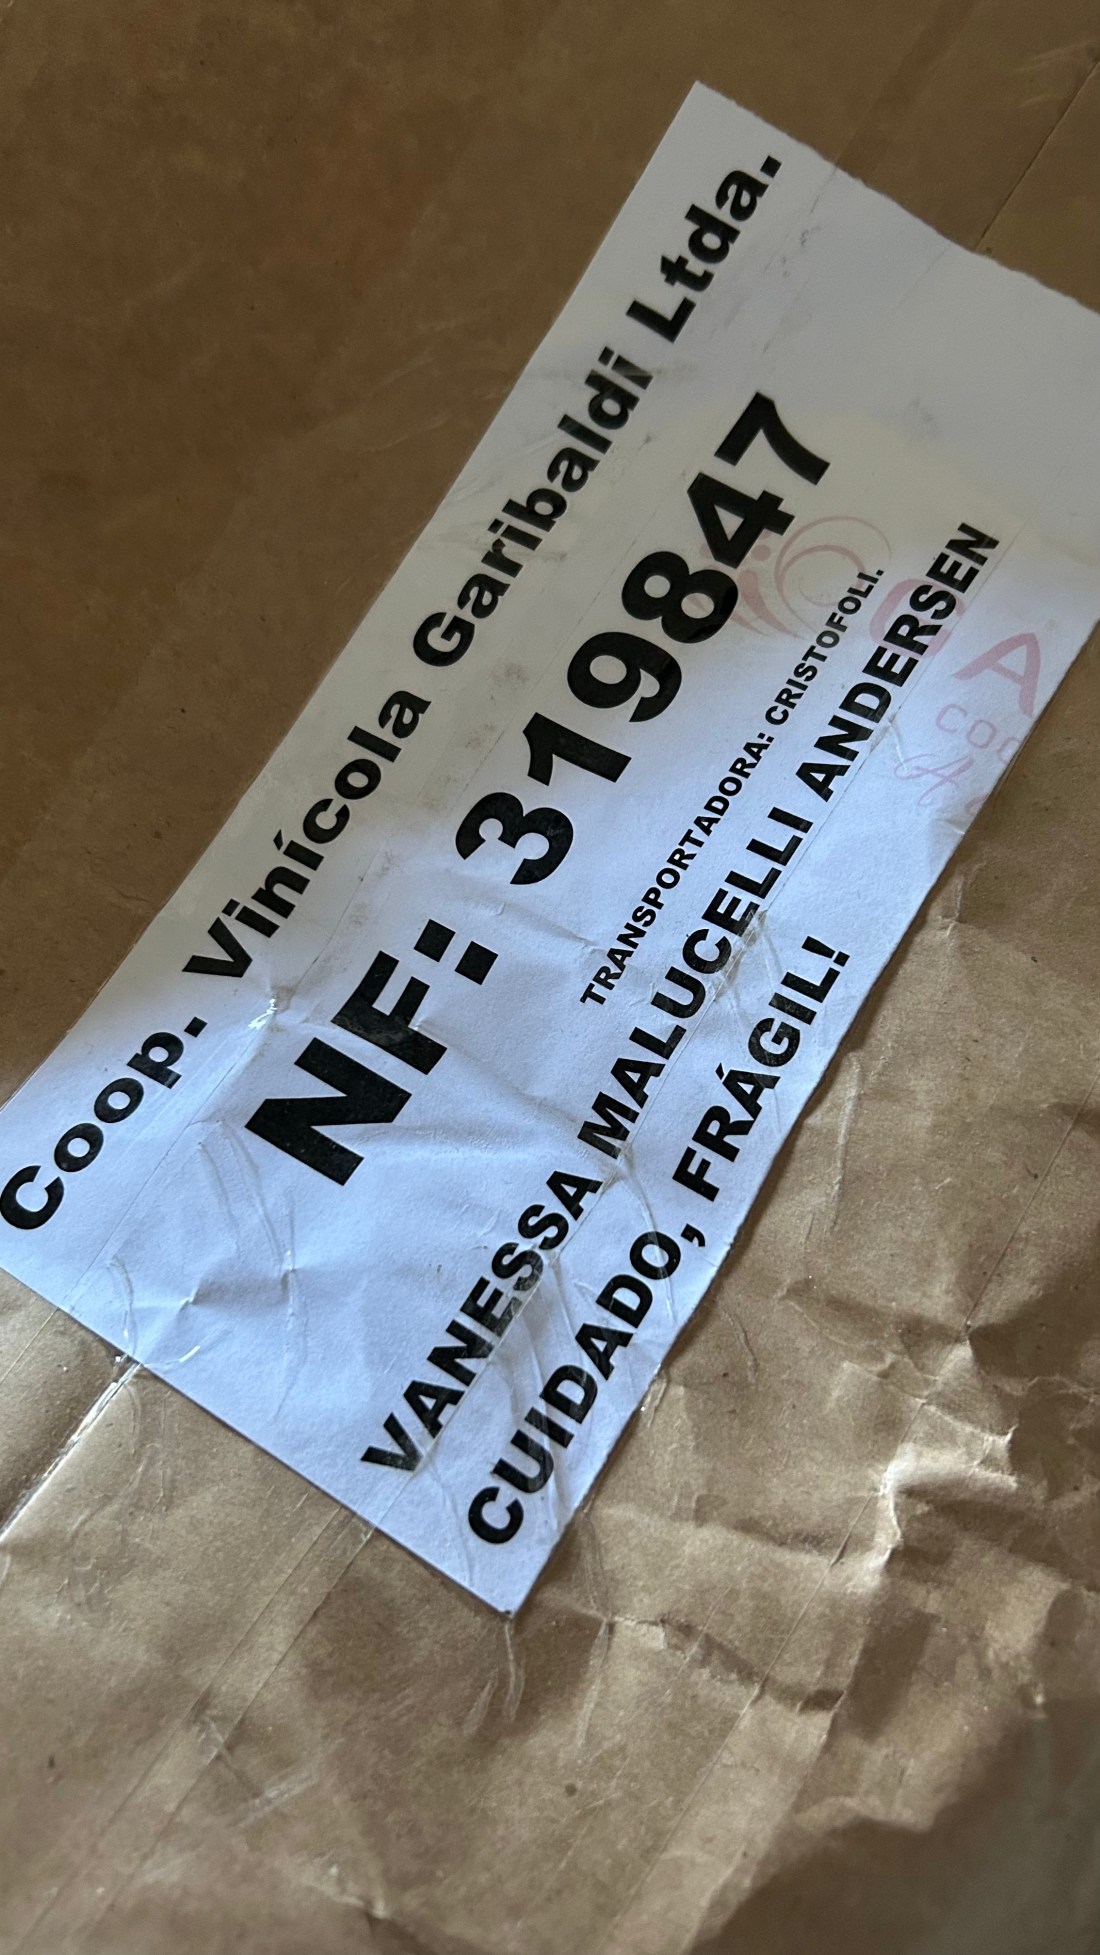 Coop. Vinícola Garibaldi Ltda.
NF: 319847
TRANSPORTADORA: CRISTOFOLI.
VANESSA MALUCELLI ANDERSEN
CUIDADO, FRÁGIL!